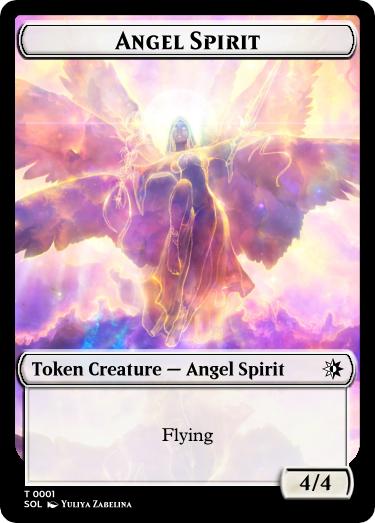 Angel Spirit
Token Creature — Angel Spirit
Flying
4/4
T 0001
SOL Yuliya Zabelina